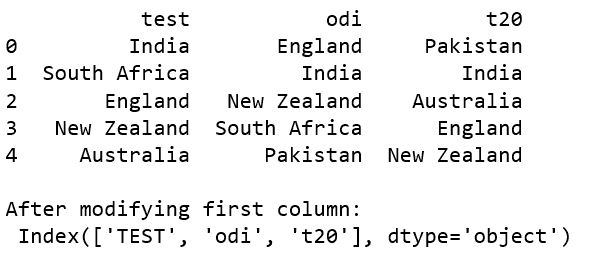 test           odi          t20
0         India       England     Pakistan
1  South Africa         India        India
2       England   New Zealand    Australia
3   New Zealand  South Africa      England
4     Australia      Pakistan  New Zealand

After modifying first column:
 Index(['TEST', 'odi', 't20'], dtype='object')